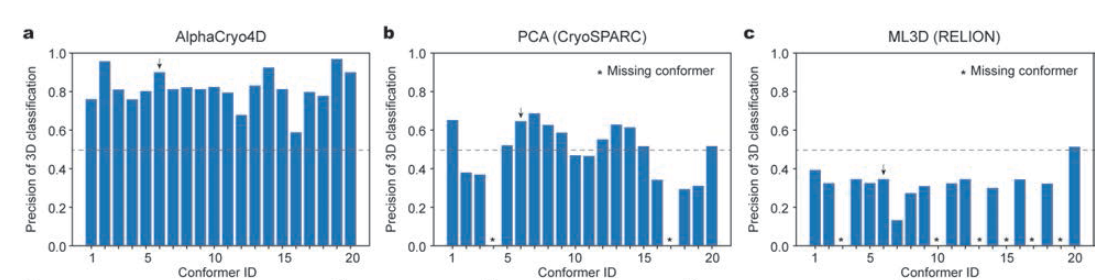 a
AlphaCryo4D
Precision of 3D classification
1.0
0.8
0.6
0.4
0.2
0.0
1
5
10
15
20
Conformer ID
b
PCA (CryoSPARC)
* Missing conformer
Precision of 3D classification
1.0
0.8
0.6
0.4
0.2
0.0
*
*
1
5
10
15
20
Conformer ID
c
ML3D (RELION)
* Missing conformer
Precision of 3D classification
1.0
0.8
0.6
0.4
0.2
0.0
*
*
*
*
*
*
1
5
10
15
20
Conformer ID